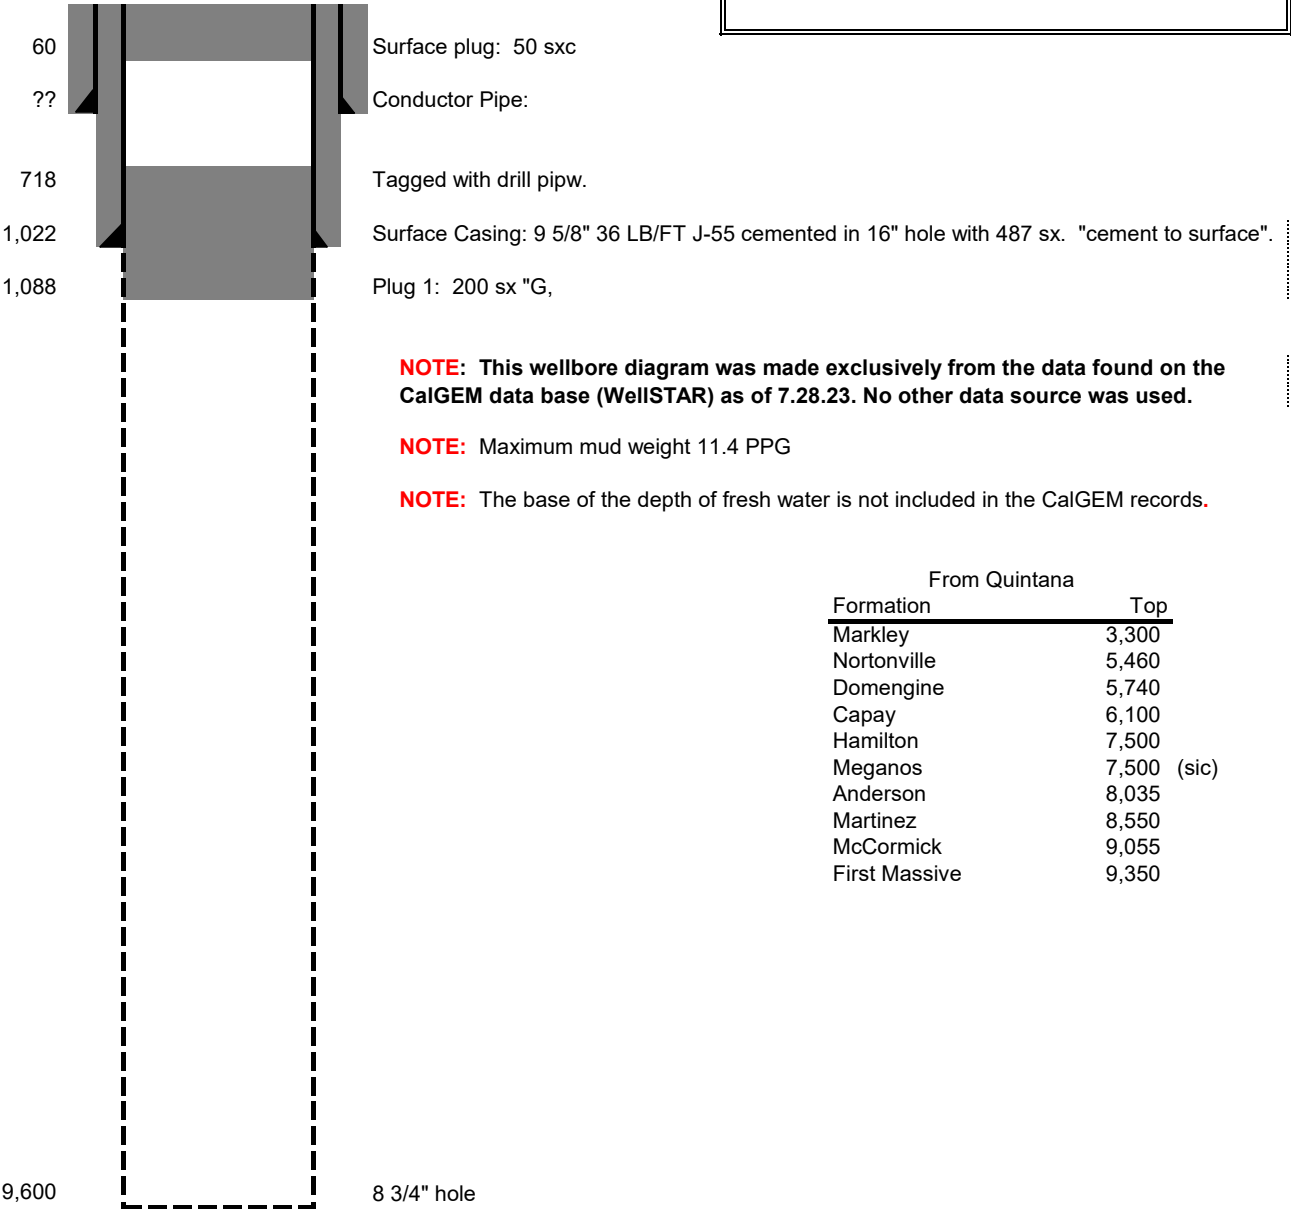 60 Surface plug: 50 sxc
?? Conductor Pipe:
718 Tagged with drill pipw.
1,022 Surface Casing: 9 5/8" 36 LB/FT J-55 cemented in 16" hole with 487 sx. "cement to surface".
1,088 Plug 1: 200 sx "G,
NOTE: This wellbore diagram was made exclusively from the data found on the
CalGEM data base (WellSTAR) as of 7.28.23. No other data source was used.
NOTE: Maximum mud weight 11.4 PPG
NOTE: The base of the depth of fresh water is not included in the CalGEM records.
From Quintana
Formation Top
Markley 3,300
Nortonville 5,460
Domengine 5,740
Capay 6,100
Hamilton 7,500
Meganos 7,500 (sic)
Anderson 8,035
Martinez 8,550
McCormick 9,055
First Massive 9,350
9,600 8 3/4" hole